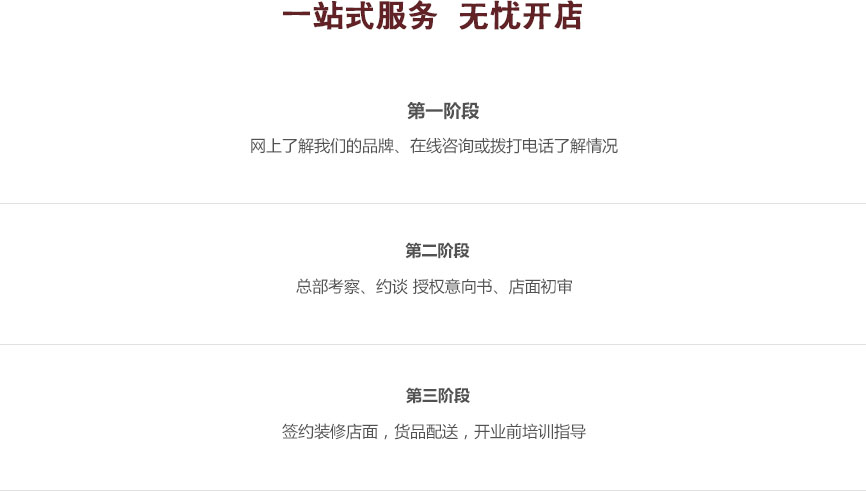 一站式服务 无忧开店
第一阶段
网上了解我们的品牌、在线咨询或拨打电话了解情况
第二阶段
总部考察、约谈 授权意向书、店面初审
第三阶段
签约装修店面，货品配送，开业前培训指导